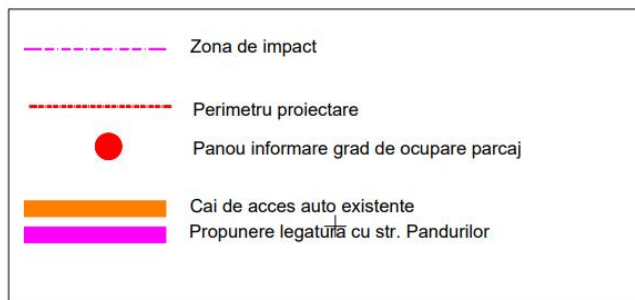 Zona de impact
Perimetru proiectare
Panou informare grad de ocupare parcaj
Cai de acces auto existente
Propunere legatura cu str. Pandurilor